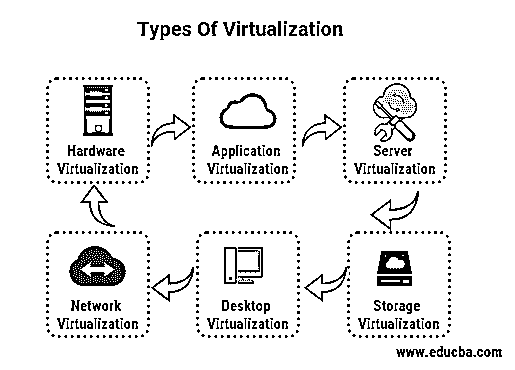 Types Of Virtualization
Hardware
Virtualization
Application
Virtualization
Server
Virtualization
Network
Virtualization
Desktop
Virtualization
Storage
Virtualization
www.educba.com